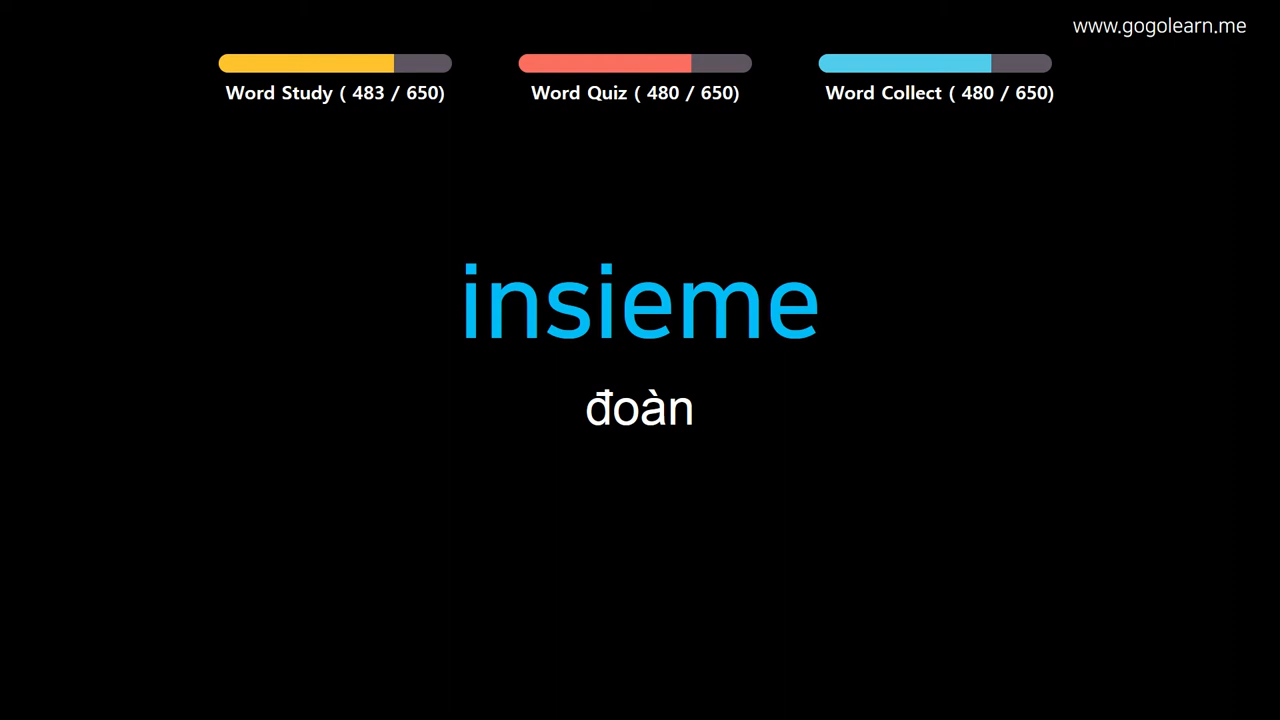 www.gogolearn.me
Word Study ( 483 / 650)
Word Quiz ( 480 / 650)
Word Collect ( 480 / 650)
insieme
đoàn